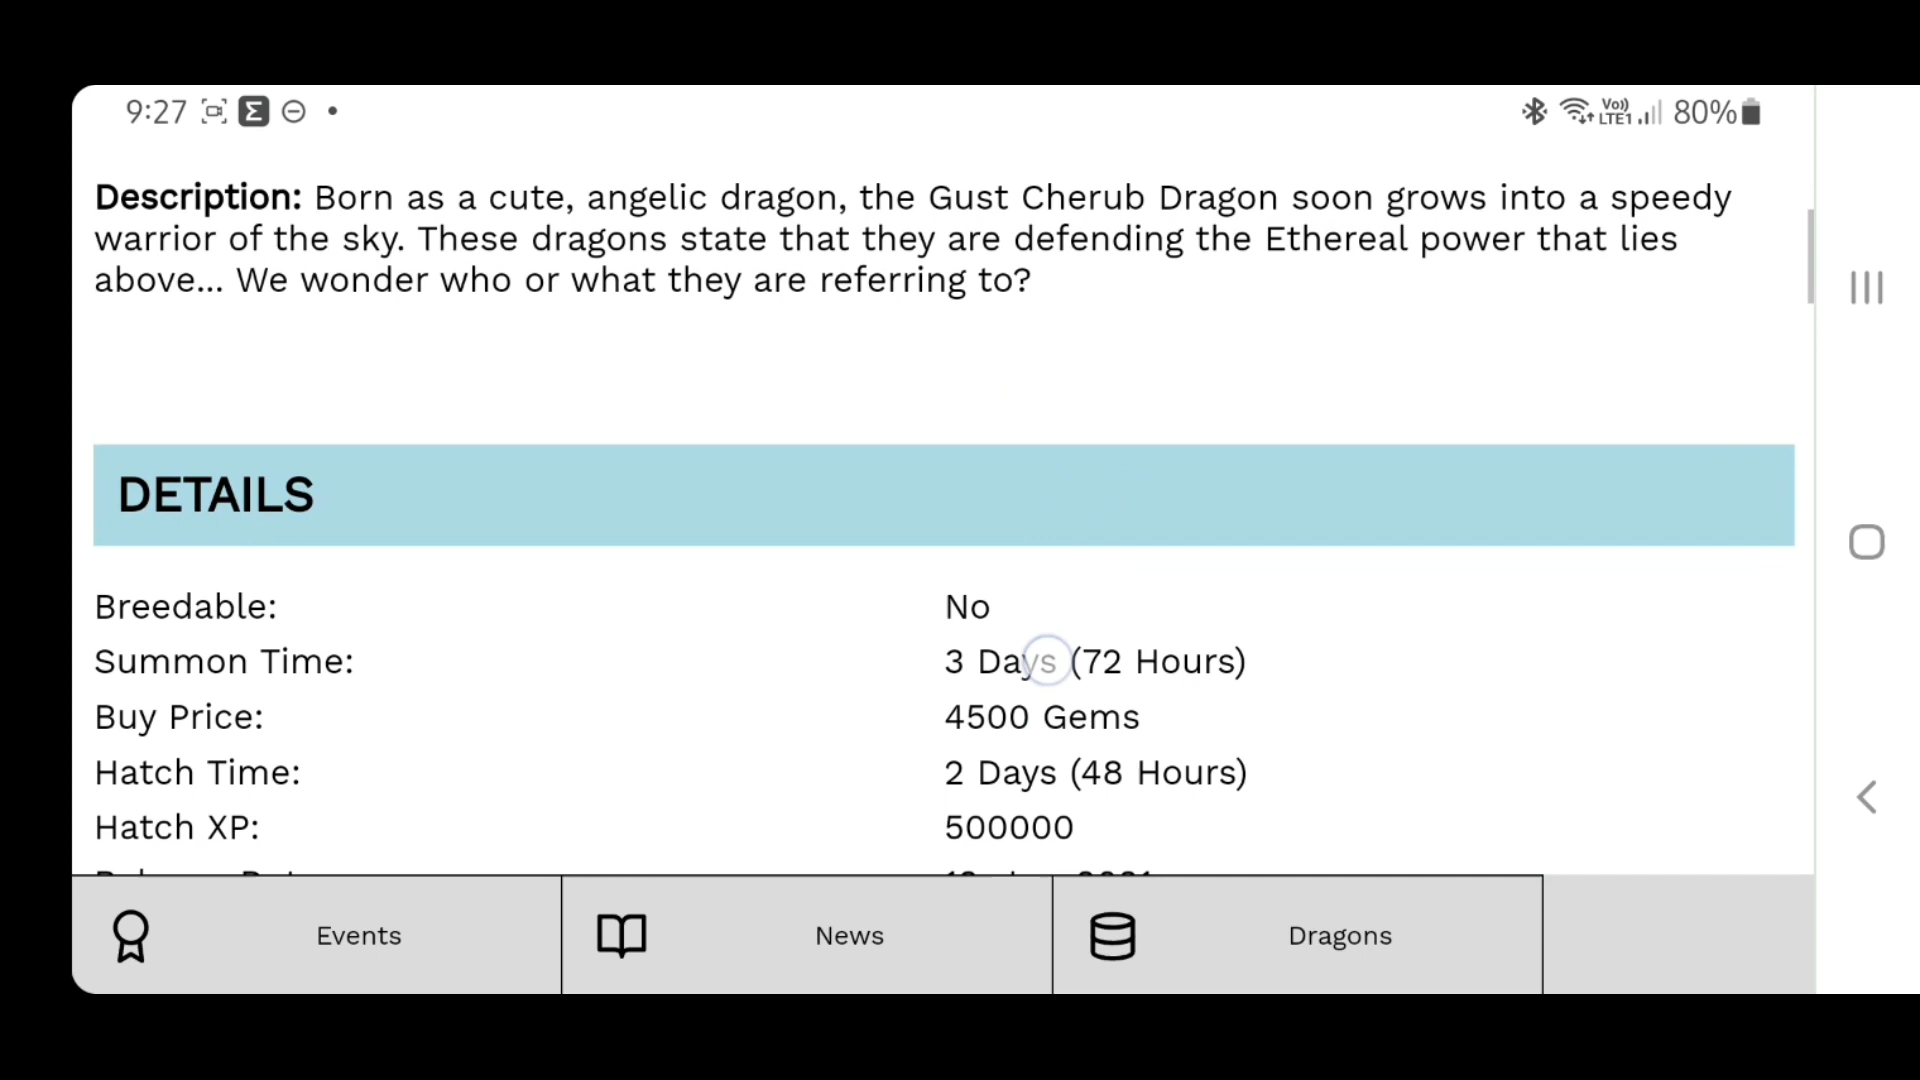 9:27
Vo))
LTE1
80%
Description: Born as a cute, angelic dragon, the Gust Cherub Dragon soon grows into a speedy
warrior of the sky. These dragons state that they are defending the Ethereal power that lies
above... We wonder who or what they are referring to?
DETAILS
Breedable: No
Summon Time: 3 Days (72 Hours)
Buy Price: 4500 Gems
Hatch Time: 2 Days (48 Hours)
Hatch XP: 500000
Events News Dragons